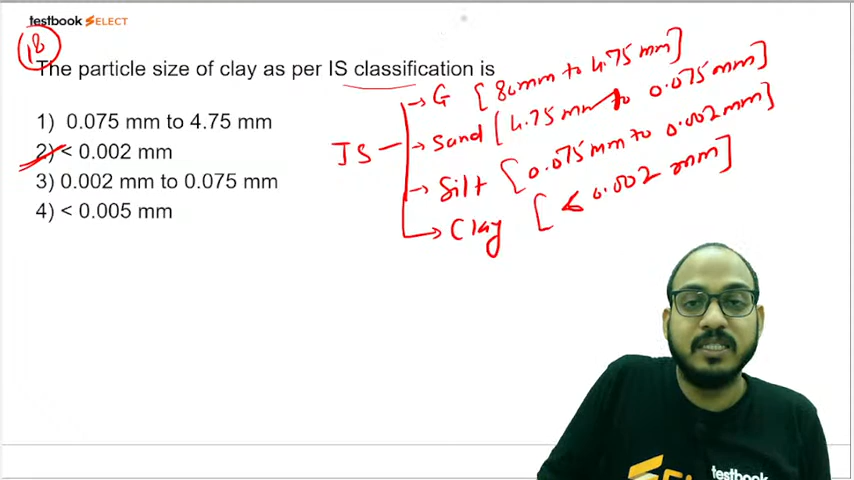 testbook SELECT
18
The particle size of clay as per IS classification is
1) 0.075 mm to 4.75 mm
2) < 0.002 mm
3) 0.002 mm to 0.075 mm
4) < 0.005 mm
IS
G [80mm to 4.75 mm]
Sand [4.75 mm to 0.075 mm]
Silt [0.075 mm to 0.002 mm]
Clay [< 0.002 mm]
testbook